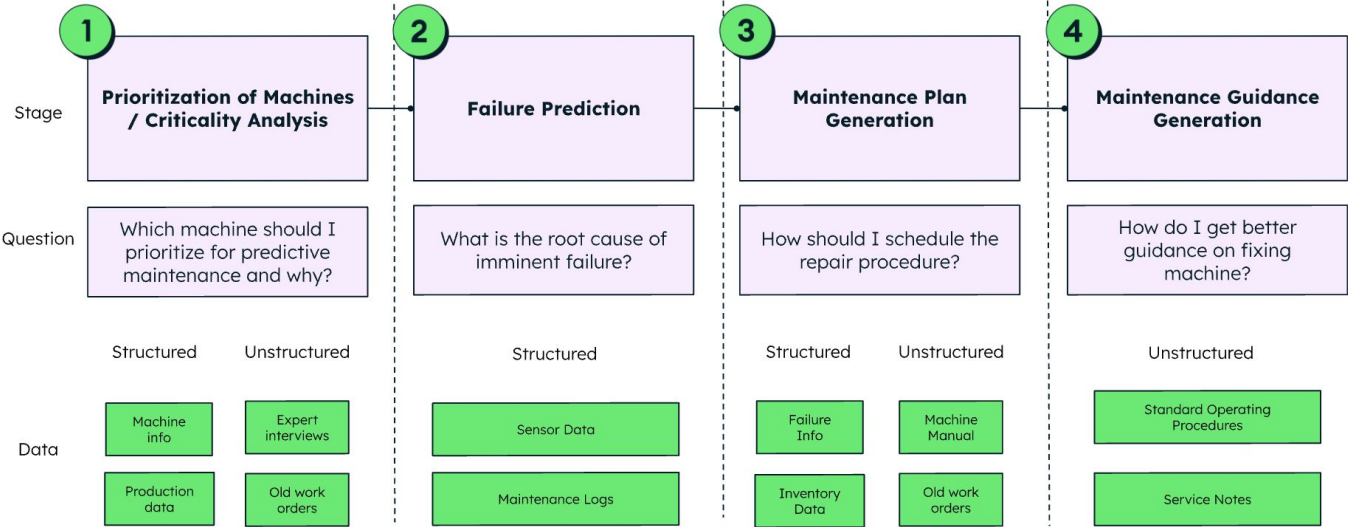 1
2
3
4
Stage
Prioritization of Machines
/ Criticality Analysis
Failure Prediction
Maintenance Plan
Generation
Maintenance Guidance
Generation
Question
Which machine should I
prioritize for predictive
maintenance and why?
What is the root cause of
imminent failure?
How should I schedule the
repair procedure?
How do I get better
guidance on fixing
machine?
Structured
Unstructured
Structured
Structured
Unstructured
Unstructured
Data
Machine
info
Expert
interviews
Production
data
Old work
orders
Sensor Data
Maintenance Logs
Failure
Info
Machine
Manual
Inventory
Data
Old work
orders
Standard Operating
Procedures
Service Notes